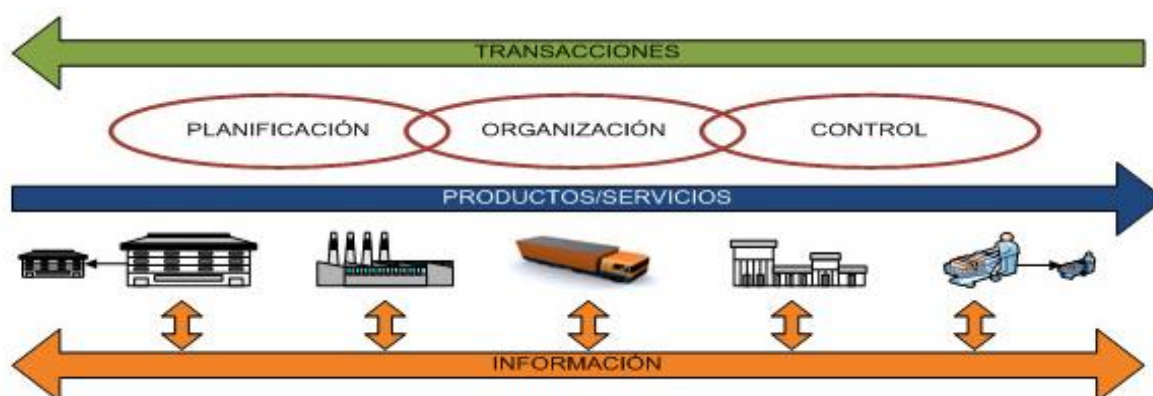 TRANSACCIONES
PLANIFICACIÓN ORGANIZACIÓN CONTROL
PRODUCTOS/SERVICIOS
INFORMACIÓN